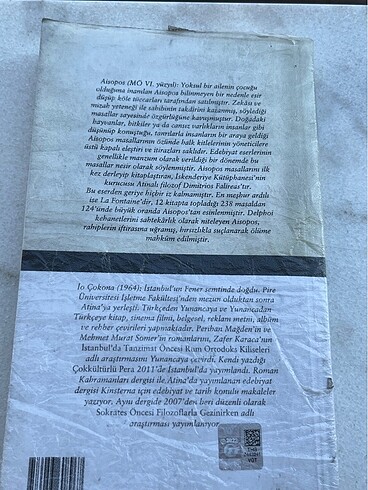 Aisopos (MÖ VI. yüzyıl): Yoksul bir ailenin çocuğu
olduğuna inanılan Aisopos bilinmeyen bir nedenle esir
düşüp, köle tüccarları tarafından satılmıştır. Zekâsı ve
mizah yeteneği ile sahibinin takdirini kazanmış, söylediği
masallar sayesinde özgürlüğüne kavuşmuştur. Doğadaki
hayvanlar, bitkiler ya da cansız varlıkların insanlar gibi
düşünüp konuştuğu, tanrılarla insanların bir araya geldiği
Aisopos masallarının özünde halk kitlelerinin yöneticilere
üstü kapalı eleştiri ve itirazları saklıdır. Edebiyat eserlerinin
genellikle manzum olarak verildiği bir dönemde bu
masallar nesir olarak söylenmiştir. Aisopos masallarını ilk
kez derleyip kitaplaştıran, İskenderiye Kütüphanesi'nin
kurucusu Atinalı filozof Dimitrios Falireas'tır.
Bu eserden geriye hiçbir iz kalmamıştır. En meşhur ardılı
ise La Fontaine'dir, 12 kitapta topladığı 238 masaldan
124'ünde büyük oranda Aisopos'tan esinlenmiştir. Delphoi
kehanetlerini sahtekârlık olarak niteleyen Aisopos,
rahiplerin iftirasına uğramış, hırsızlıkla suçlanarak ölüme
mahkûm edilmiştir.
İo Çokona (1964): İstanbul'un Fener semtinde doğdu. Pire
Üniversitesi İşletme Fakültesi'nden mezun olduktan sonra
Atina'ya yerleşti. Türkçeden Yunancaya ve Yunancadan
Türkçeye kitap, sinema filmi, belgesel, reklam metni, albüm
ve rehber çevirileri yapmaktadır. Perihan Mağden'in ve
Mehmet Murat Somer'in romanlarını, Zafer Karaca'nın
İstanbul'da Tanzimat Öncesi Rum Ortodoks Kiliseleri
adlı araştırmasını Yunancaya çevirdi. Kendi yazdığı
Çokkültürlü Pera 2011'de İstanbul'da yayımlandı. Roman
Kahramanları dergisi ile Atina'da yayımlanan edebiyat
dergisi Kinsterna için edebiyat ve tarih konulu makaleler
yazıyor. Aynı dergide 2007'den beri düzenli olarak
Sokrates Öncesi Filozoflarla Gezinirken adlı
araştırması yayımlanıyor.